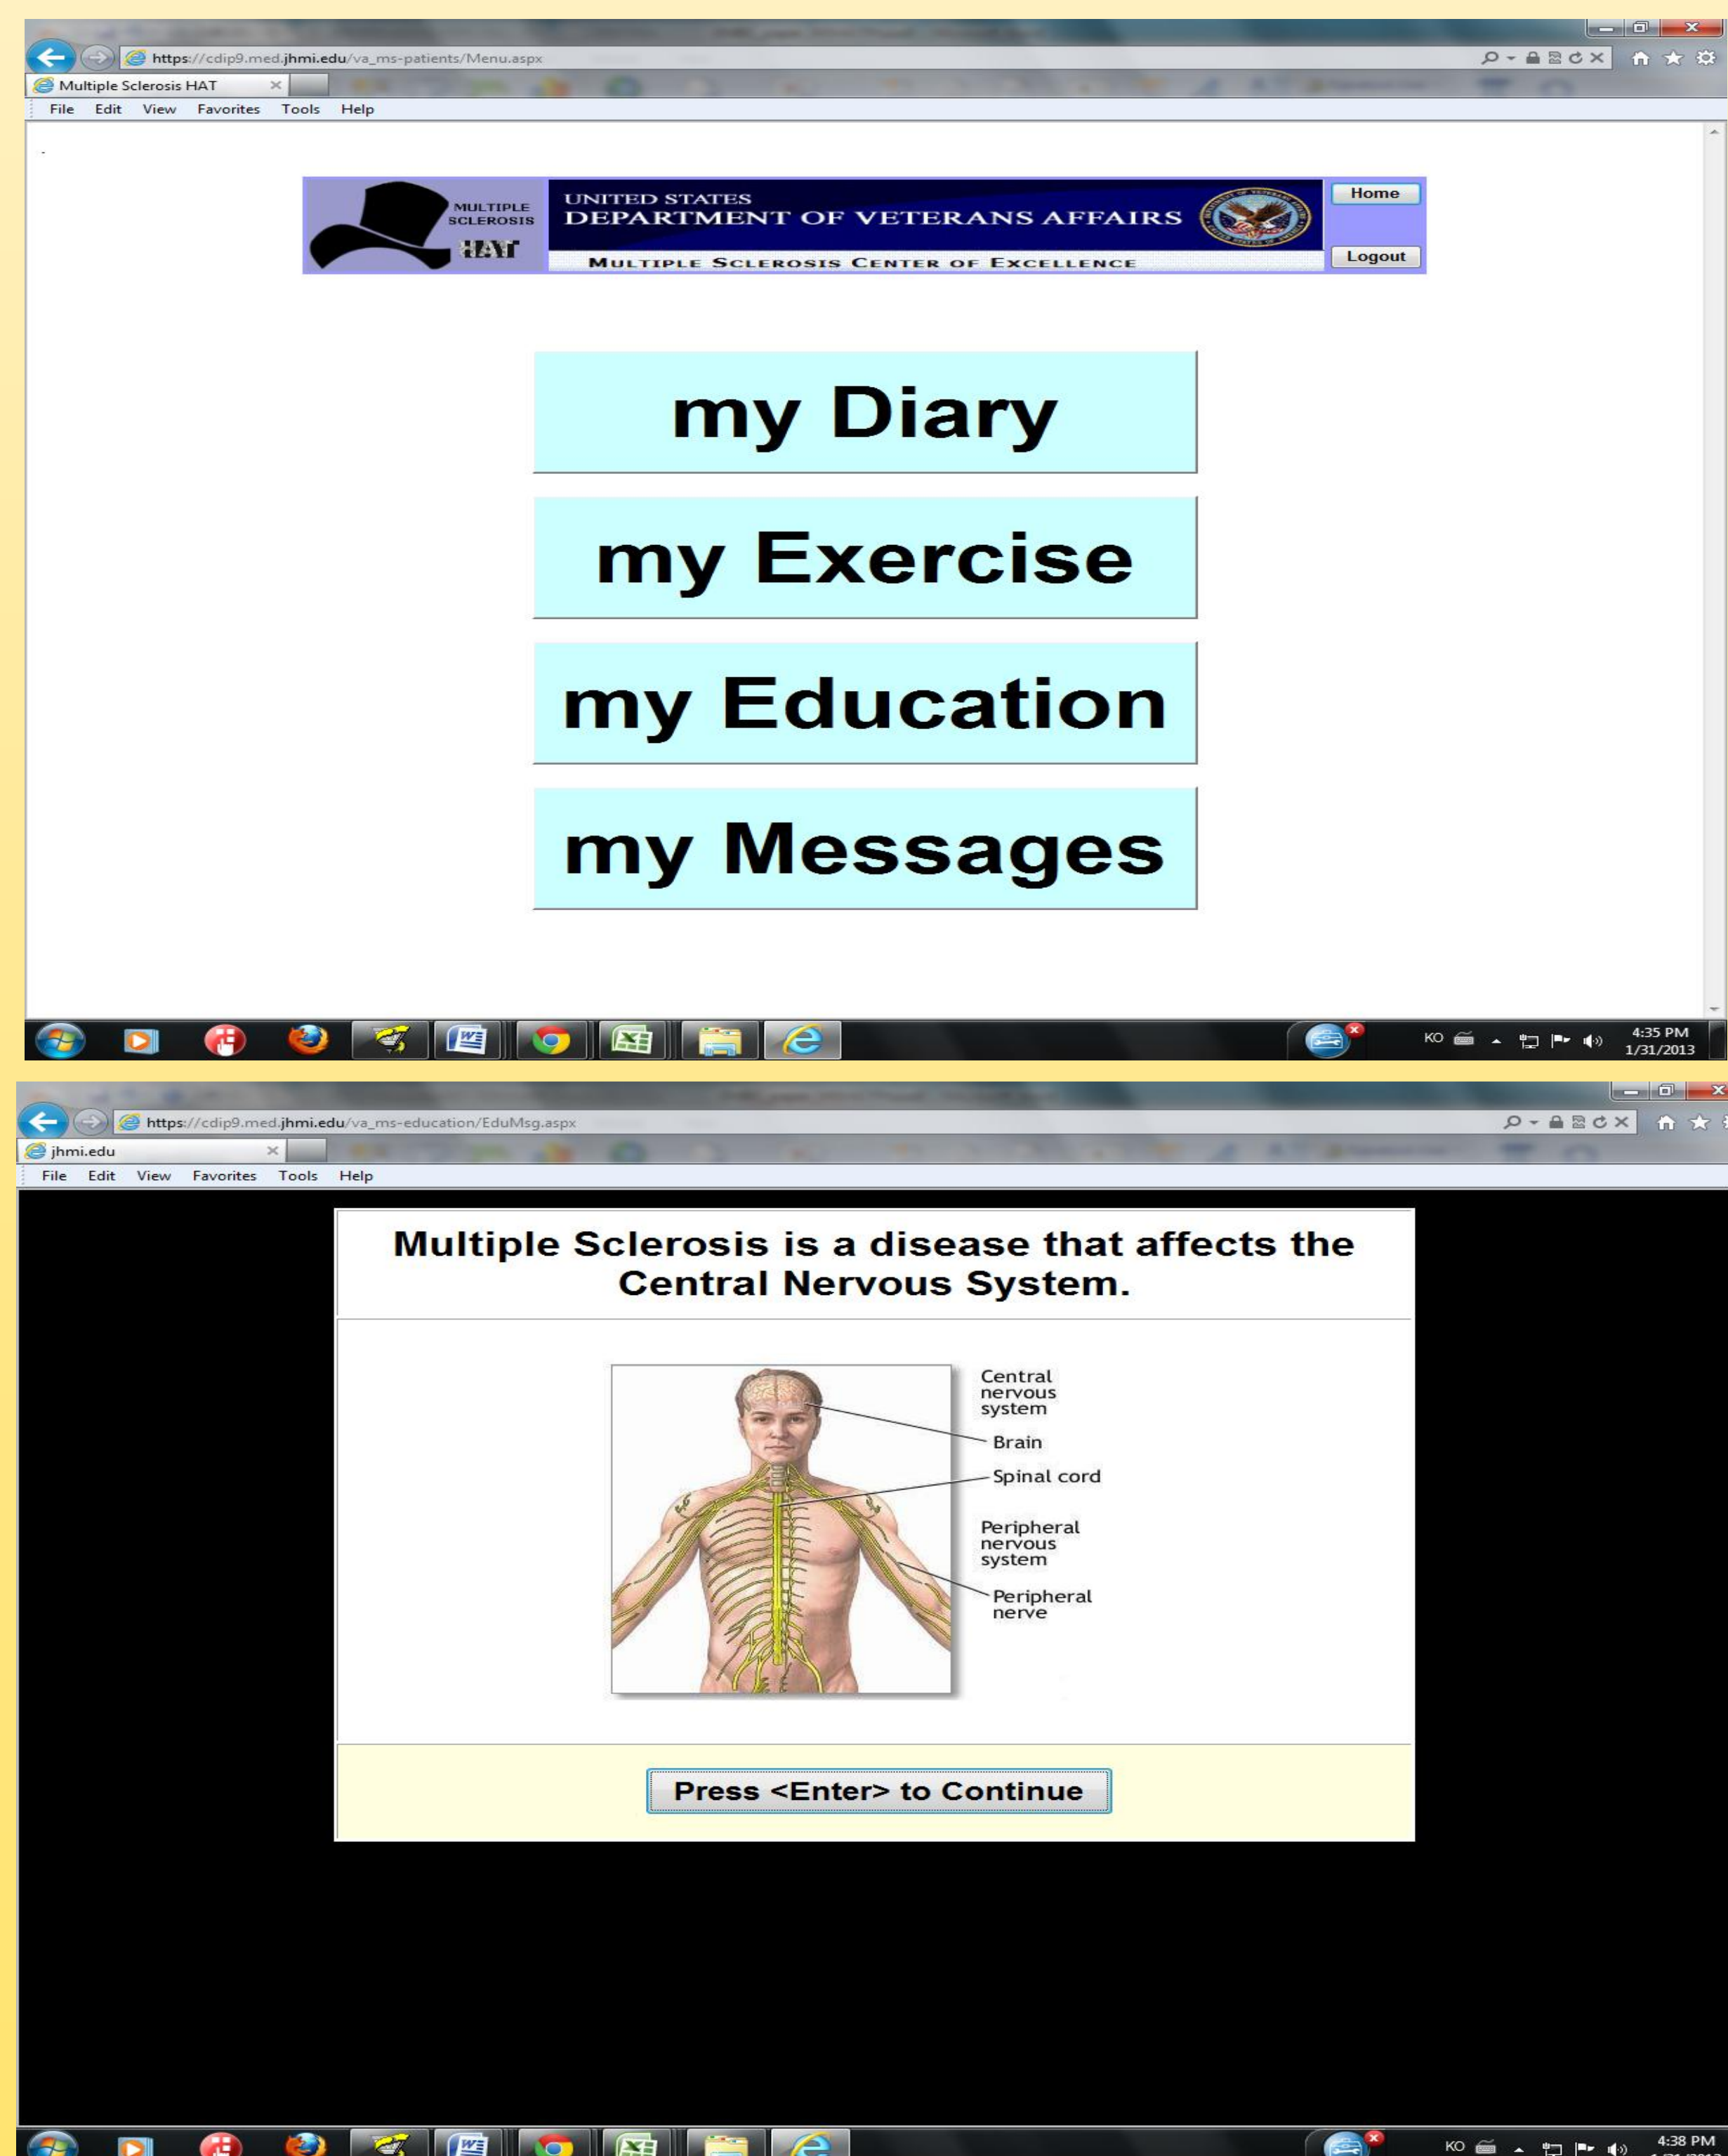 https://cdip9.med.jhmi.edu/va_ms-patients/Menu.aspx
Multiple Sclerosis HAT
File Edit View Favorites Tools Help
MULTIPLE
SCLEROSIS
HAT
UNITED STATES
DEPARTMENT OF VETERANS AFFAIRS
MULTIPLE SCLEROSIS CENTER OF EXCELLENCE
Home
Logout
my Diary
my Exercise
my Education
my Messages
KO
4:35 PM
1/31/2013
https://cdip9.med.jhmi.edu/va_ms-education/EduMsg.aspx
jhmi.edu
File Edit View Favorites Tools Help
Multiple Sclerosis is a disease that affects the
Central Nervous System.
Central
nervous
system
Brain
Spinal cord
Peripheral
nervous
system
Peripheral
nerve
Press <Enter> to Continue
KO
4:38 PM